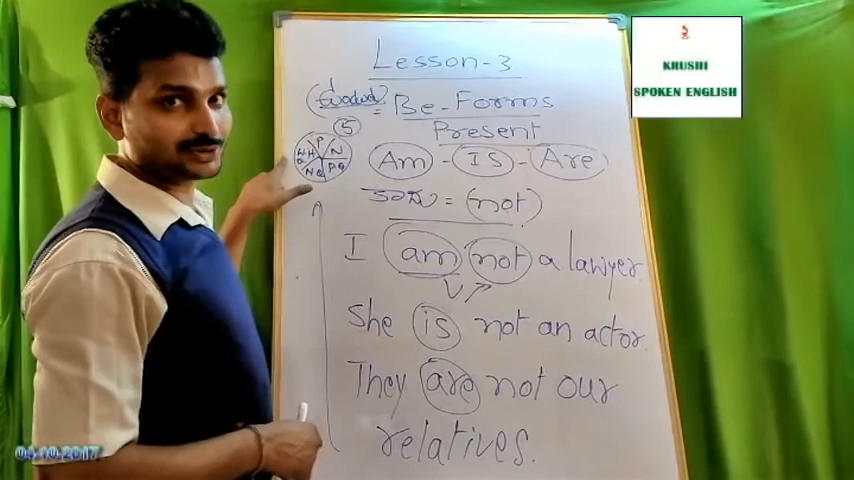 Lesson-3
= Be-Forms
Present
5
P
N
P Q
N Q
W H
Q
Am - Is - Are
కాదు = (not)
I am not a lawyer
She is not an actor.
They are not our
relatives.
KHUSHI
SPOKEN ENGLISH
04.10.2017